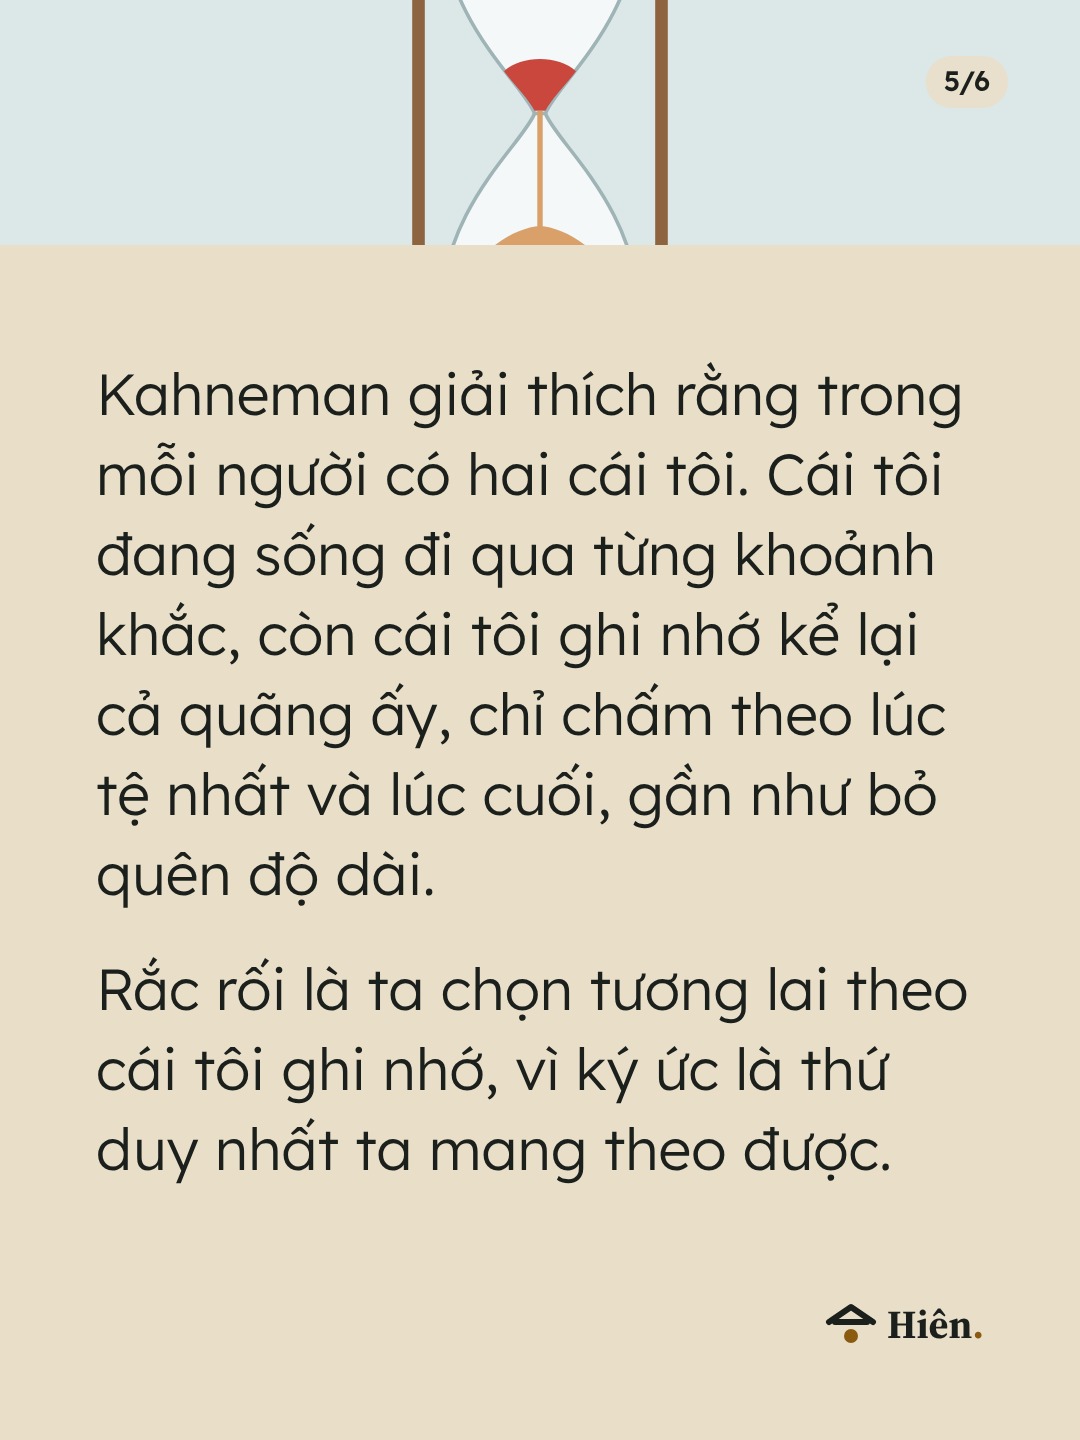 5/6
Kahneman giải thích rằng trong
mỗi người có hai cái tôi. Cái tôi
đang sống đi qua từng khoảnh
khắc, còn cái tôi ghi nhớ kể lại
cả quãng ấy, chỉ chấm theo lúc
tệ nhất và lúc cuối, gần như bỏ
quên độ dài.
Rắc rối là ta chọn tương lai theo
cái tôi ghi nhớ, vì ký ức là thứ
duy nhất ta mang theo được.
Hiên.